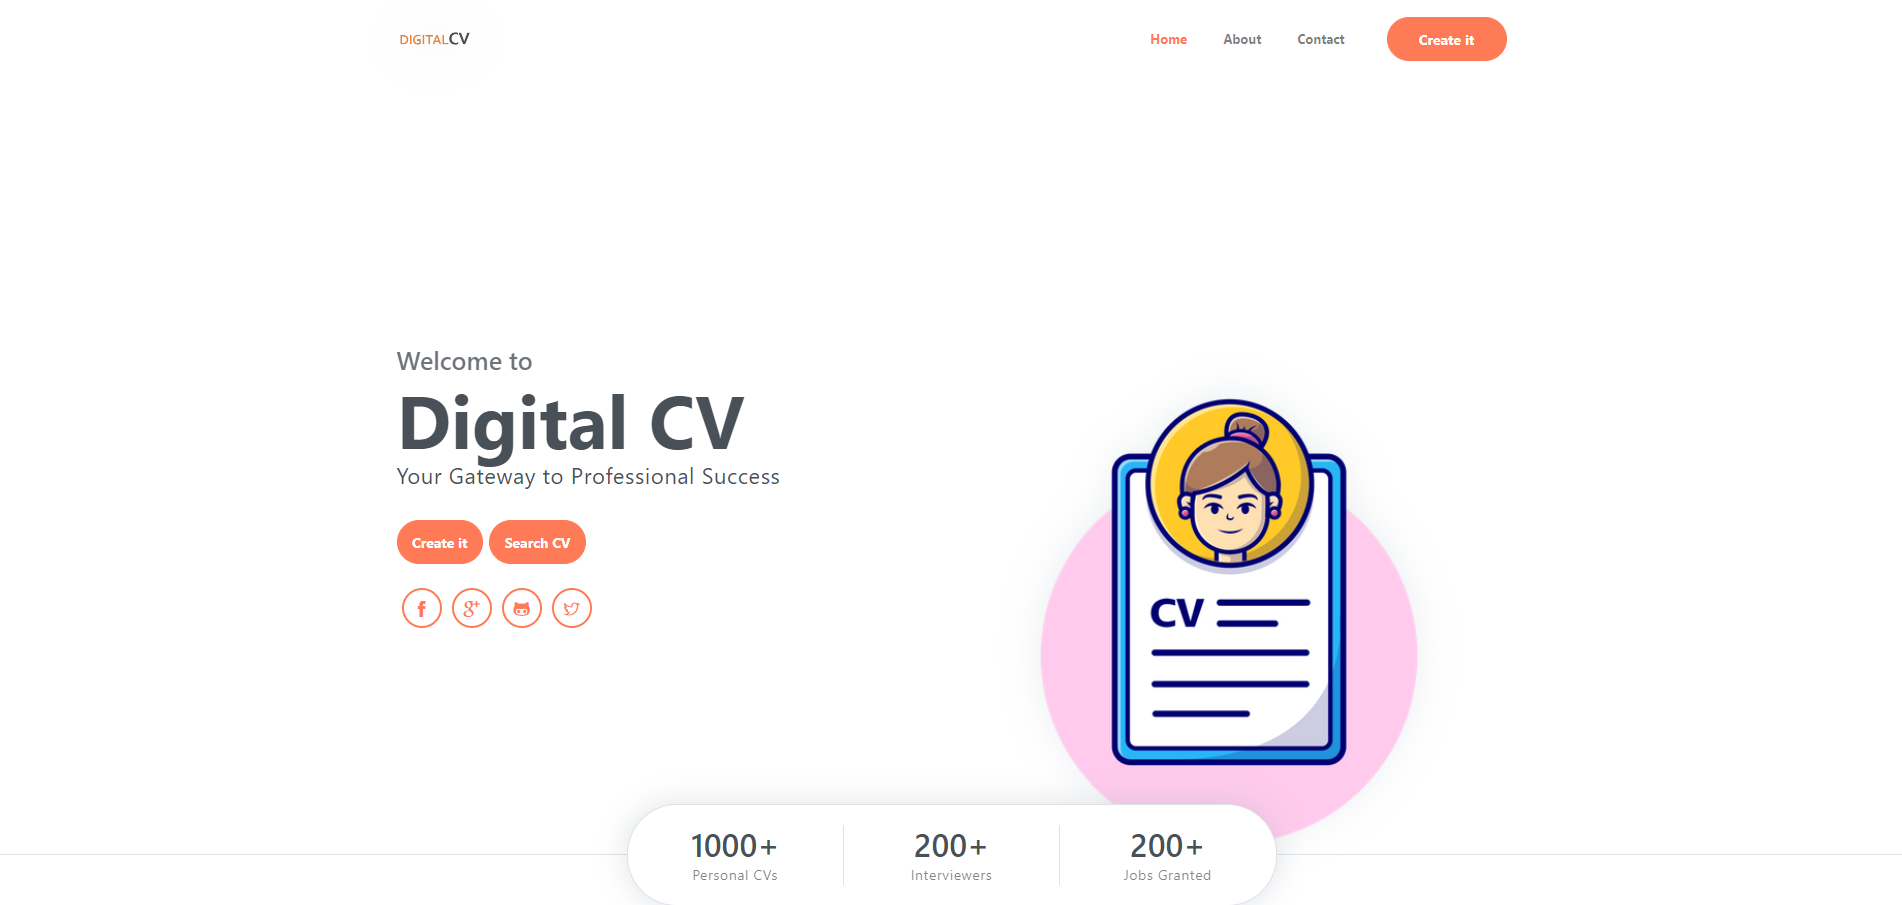 DIGITALCV
Home
About
Contact
Create it
Welcome to
Digital CV
Your Gateway to Professional Success
Create it
Search CV
CV
1000+
Personal CVs
200+
Interviewers
200+
Jobs Granted